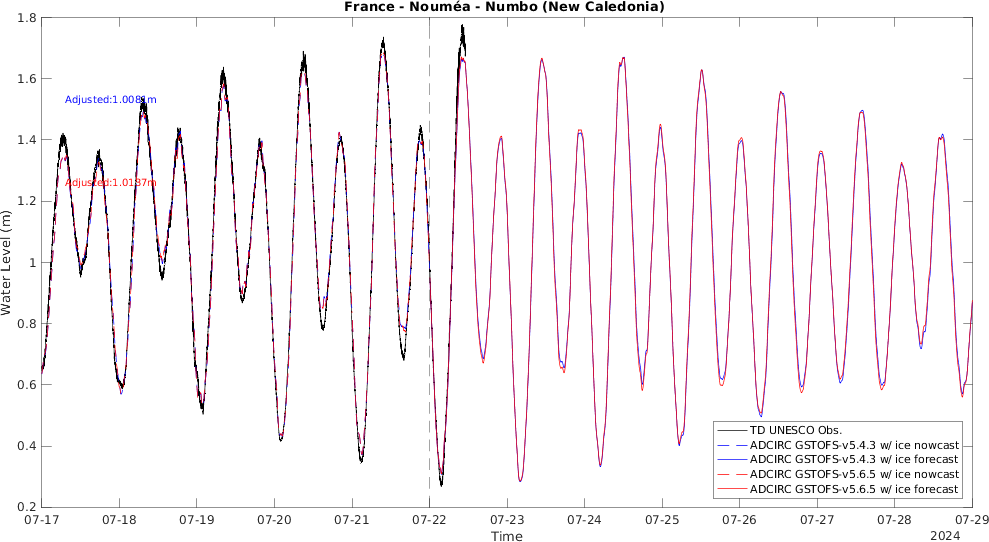 France - Nouméa - Numbo (New Caledonia)
1.8
1.6
1.4
1.2
1
0.8
0.6
0.4
0.2
Water Level (m)
Adjusted:1.0081m
Adjusted:1.0187m
TD UNESCO Obs.
ADCIRC GSTOFS-v5.4.3 w/ ice nowcast
ADCIRC GSTOFS-v5.4.3 w/ ice forecast
ADCIRC GSTOFS-v5.6.5 w/ ice nowcast
ADCIRC GSTOFS-v5.6.5 w/ ice forecast
07-17 07-18 07-19 07-20 07-21 07-22 07-23 07-24 07-25 07-26 07-27 07-28 07-29
Time
2024